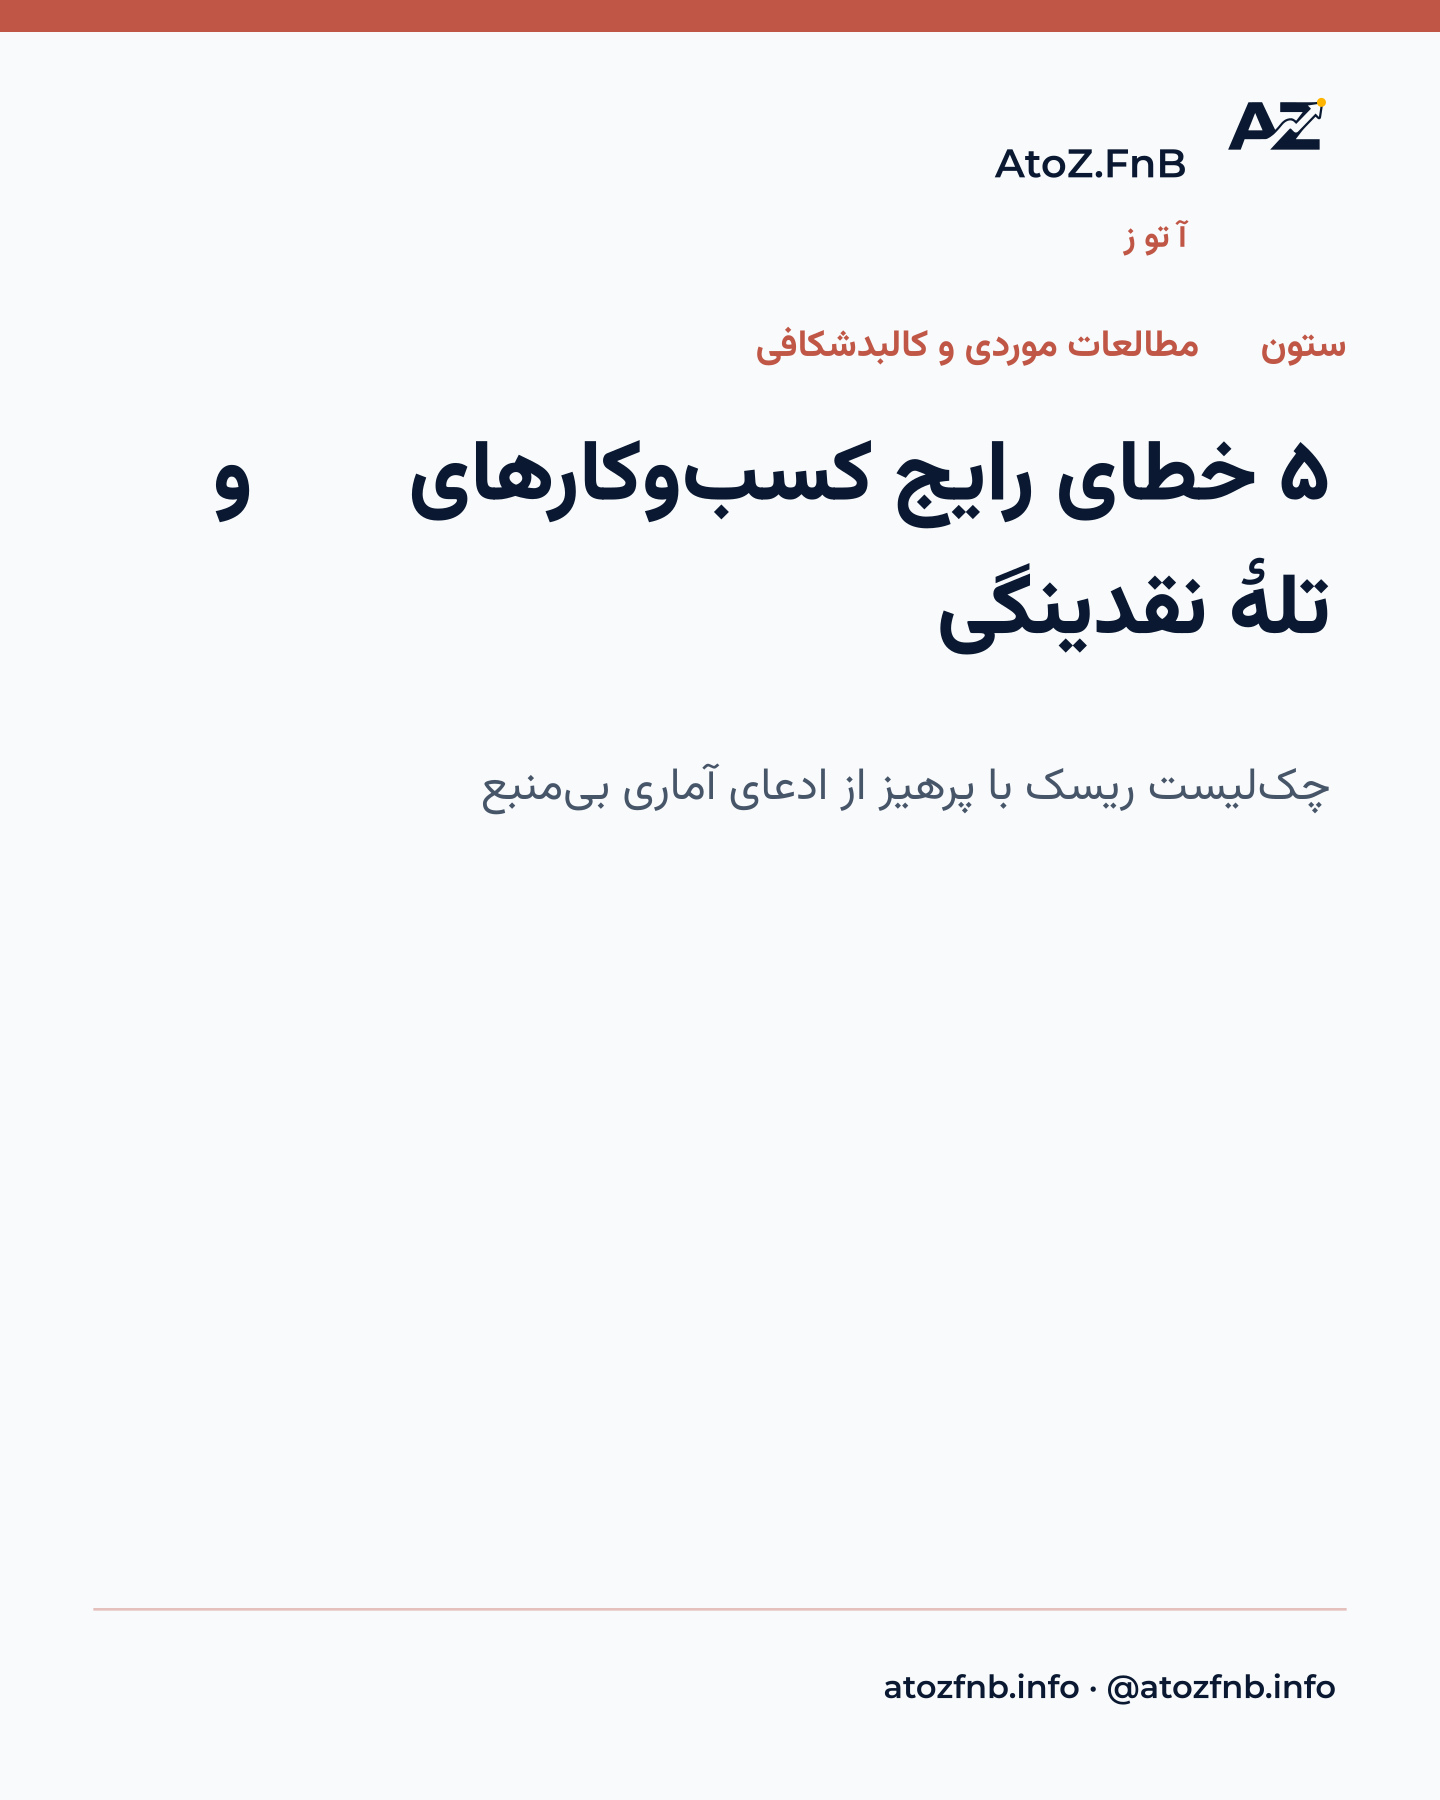 AZ
AtoZ.FnB
آ تو ز
ستون مطالعات موردی و کالبدشکافی
۵ خطای رایج کسب‌وکارهای و
تلهٔ نقدینگی
چک‌لیست ریسک با پرهیز از ادعای آماری بی‌منبع
atozfnb.info · @atozfnb.info